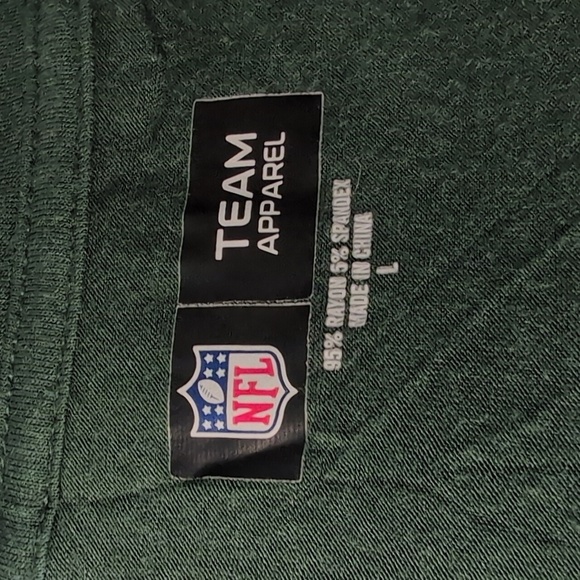 NFL
TEAM
APPAREL
95% RAYON 5% SPANDEX
MADE IN CHINA
L